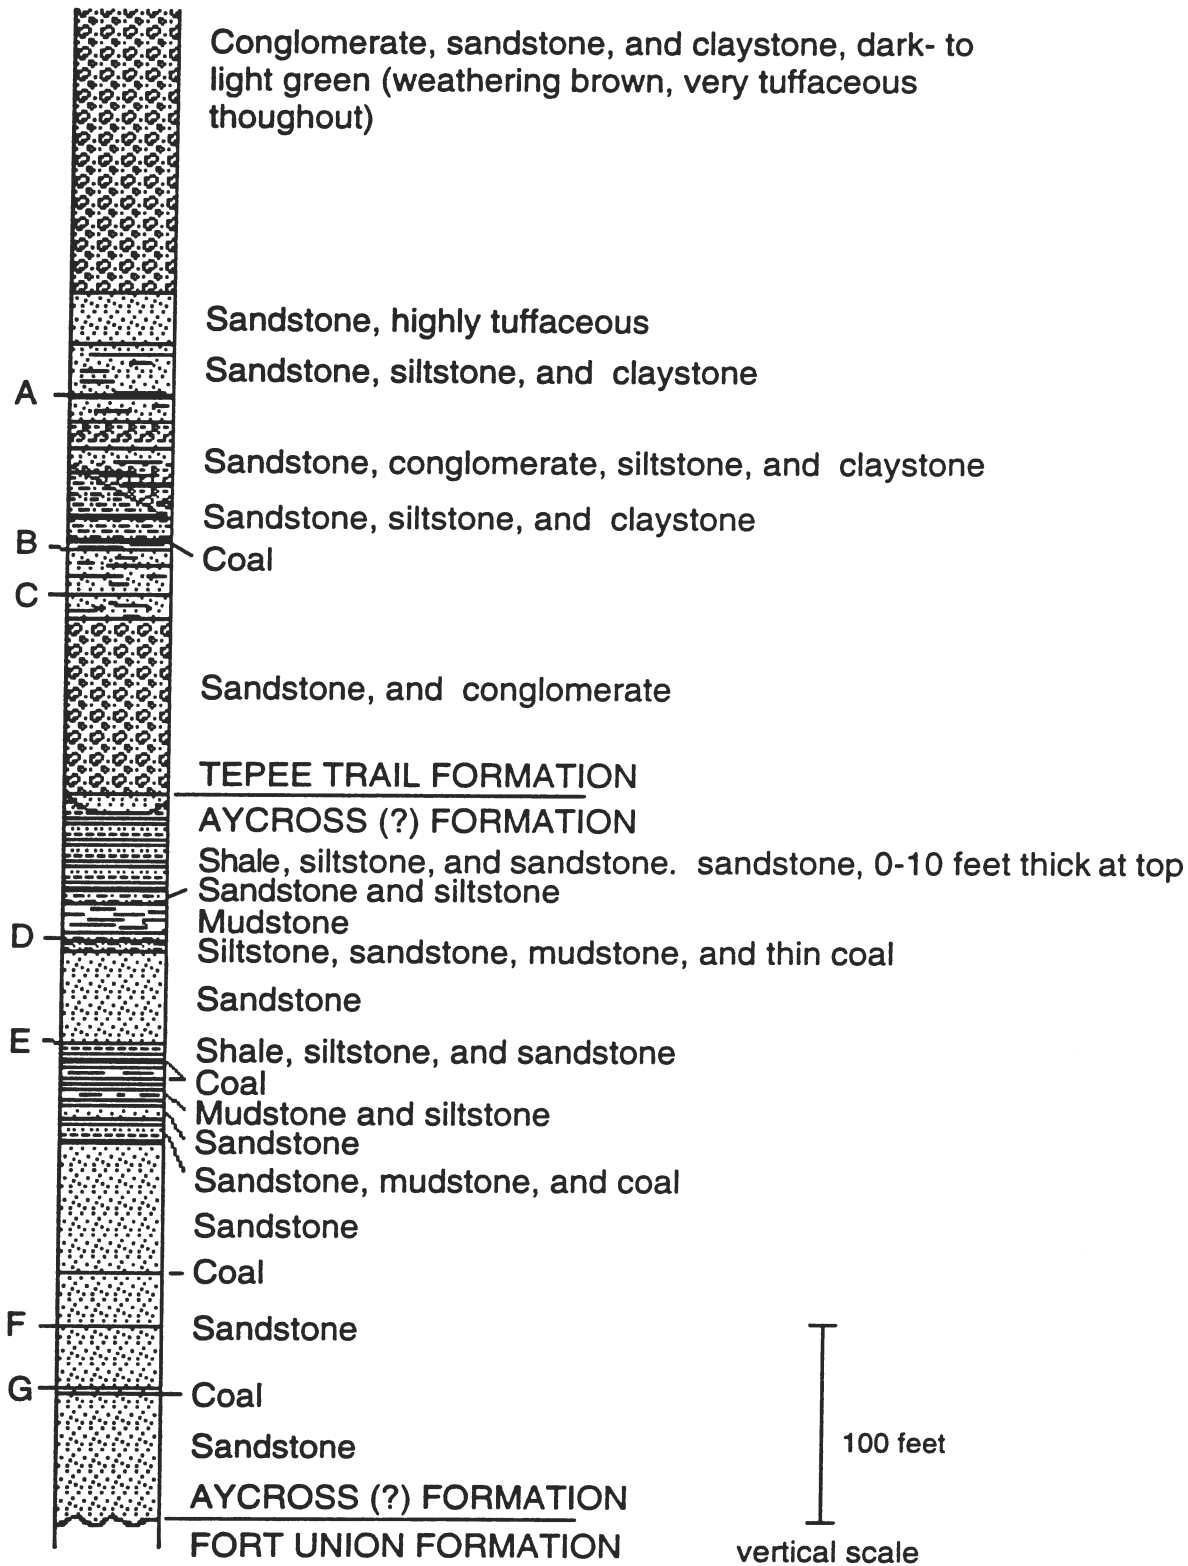 Conglomerate, sandstone, and claystone, dark- to
light green (weathering brown, very tuffaceous
thoughout)
Sandstone, highly tuffaceous
Sandstone, siltstone, and claystone
A
Sandstone, conglomerate, siltstone, and claystone
Sandstone, siltstone, and claystone
B
Coal
C
Sandstone, and conglomerate
TEPEE TRAIL FORMATION
AYCROSS (?) FORMATION
Shale, siltstone, and sandstone. sandstone, 0-10 feet thick at top
Sandstone and siltstone
Mudstone
D
Siltstone, sandstone, mudstone, and thin coal
Sandstone
E
Shale, siltstone, and sandstone
Coal
Mudstone and siltstone
Sandstone
Sandstone, mudstone, and coal
Sandstone
Coal
F
Sandstone
G
Coal
Sandstone
100 feet
AYCROSS (?) FORMATION
FORT UNION FORMATION
vertical scale